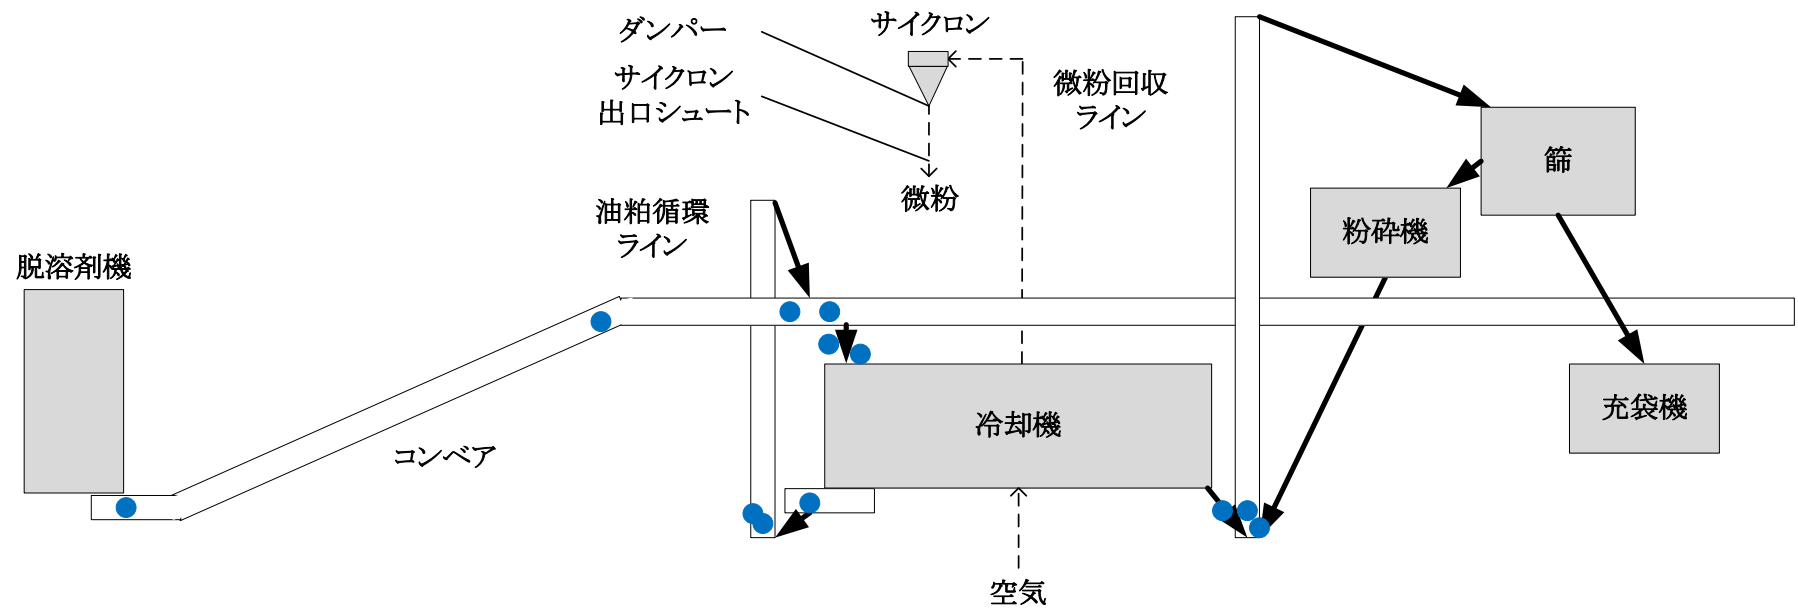 ダンパー
サイクロン
サイクロン
出口シュート
微粉回収
ライン
微粉
篩
粉砕機
油粕循環
ライン
脱溶剤機
コンベア
冷却機
充袋機
空気